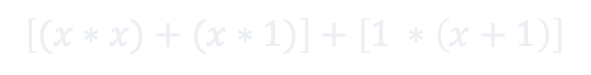 [(x ∗ x) + (x ∗ 1)] + [1 ∗ (x + 1)]